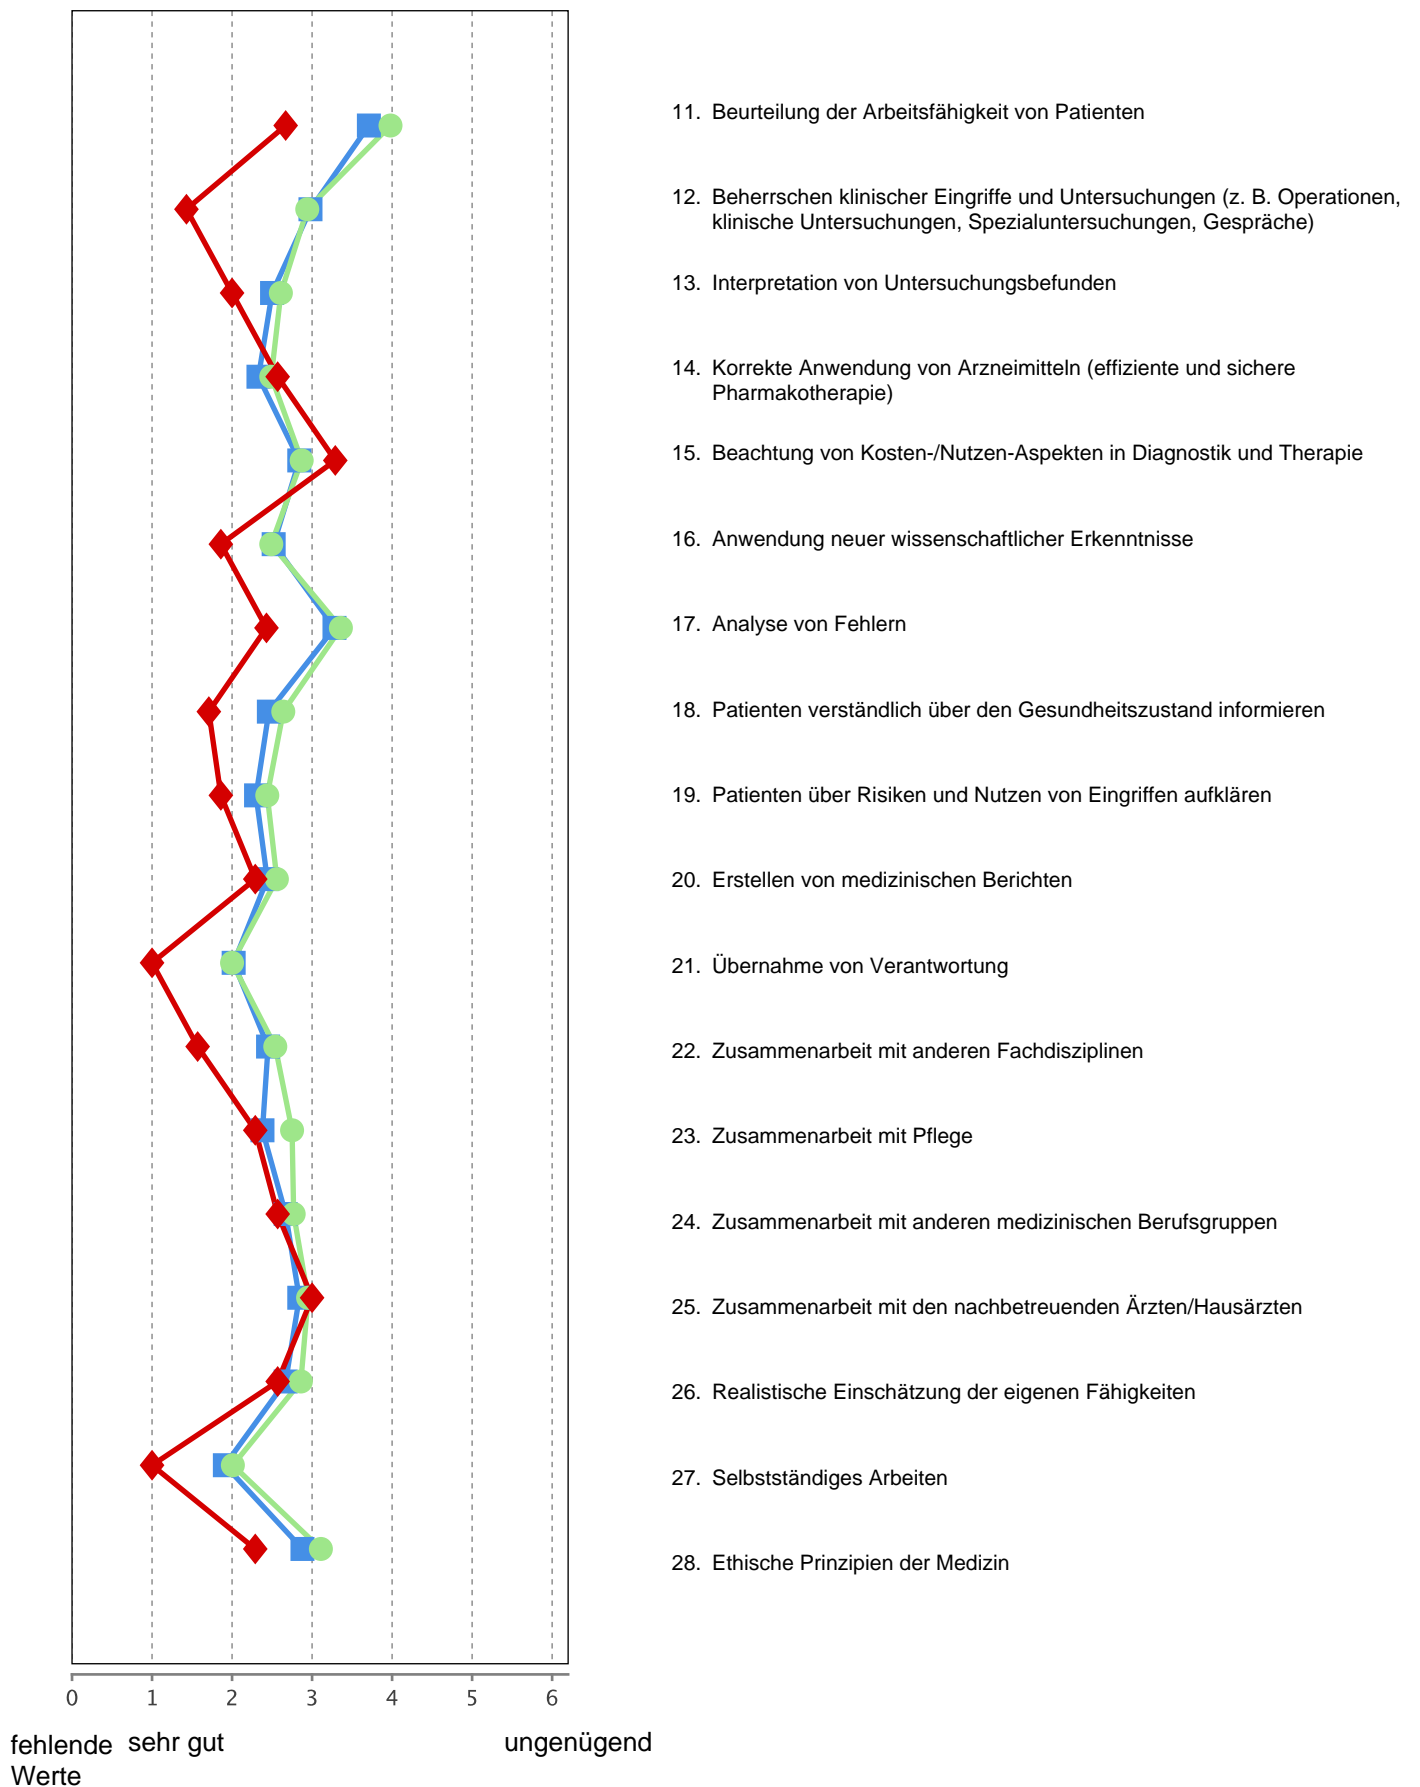 11. Beurteilung der Arbeitsfähigkeit von Patienten
12. Beherrschen klinischer Eingriffe und Untersuchungen (z. B. Operationen,
klinische Untersuchungen, Spezialuntersuchungen, Gespräche)
13. Interpretation von Untersuchungsbefunden
14. Korrekte Anwendung von Arzneimitteln (effiziente und sichere
Pharmakotherapie)
15. Beachtung von Kosten-/Nutzen-Aspekten in Diagnostik und Therapie
16. Anwendung neuer wissenschaftlicher Erkenntnisse
17. Analyse von Fehlern
18. Patienten verständlich über den Gesundheitszustand informieren
19. Patienten über Risiken und Nutzen von Eingriffen aufklären
20. Erstellen von medizinischen Berichten
21. Übernahme von Verantwortung
22. Zusammenarbeit mit anderen Fachdisziplinen
23. Zusammenarbeit mit Pflege
24. Zusammenarbeit mit anderen medizinischen Berufsgruppen
25. Zusammenarbeit mit den nachbetreuenden Ärzten/Hausärzten
26. Realistische Einschätzung der eigenen Fähigkeiten
27. Selbstständiges Arbeiten
28. Ethische Prinzipien der Medizin
0 1 2 3 4 5 6
fehlende sehr gut ungenügend
Werte